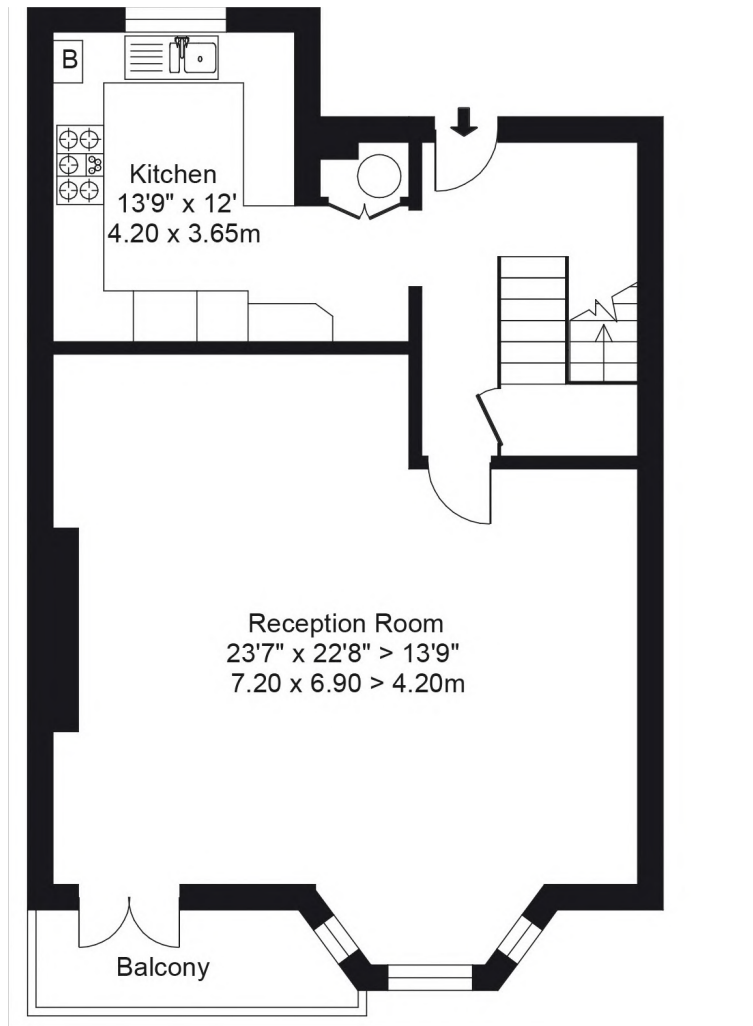 B
Kitchen
13'9" x 12'
4.20 x 3.65m
Reception Room
23'7" x 22'8" > 13'9"
7.20 x 6.90 > 4.20m
Balcony